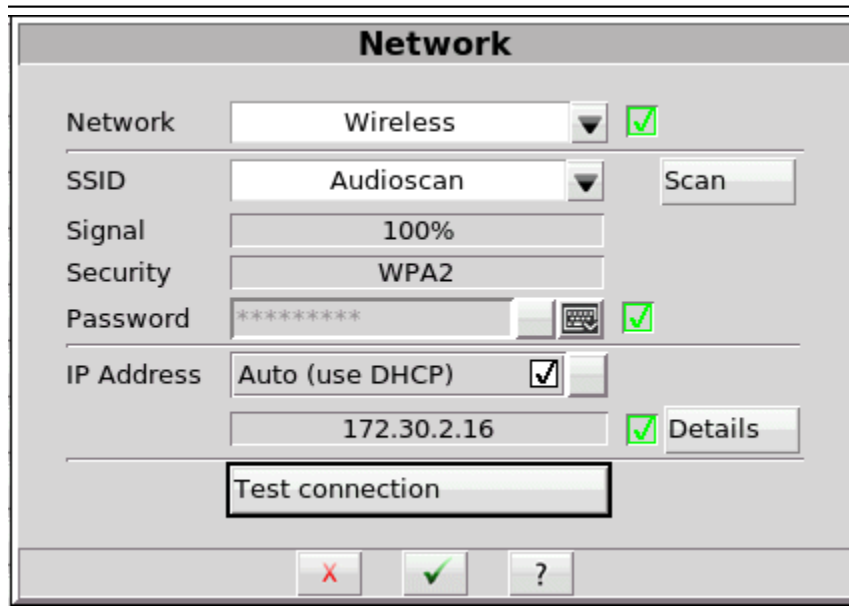 Network
Network Wireless
SSID Audioscan Scan
Signal 100%
Security WPA2
Password *********
IP Address Auto (use DHCP)
172.30.2.16 Details
Test connection
X ?